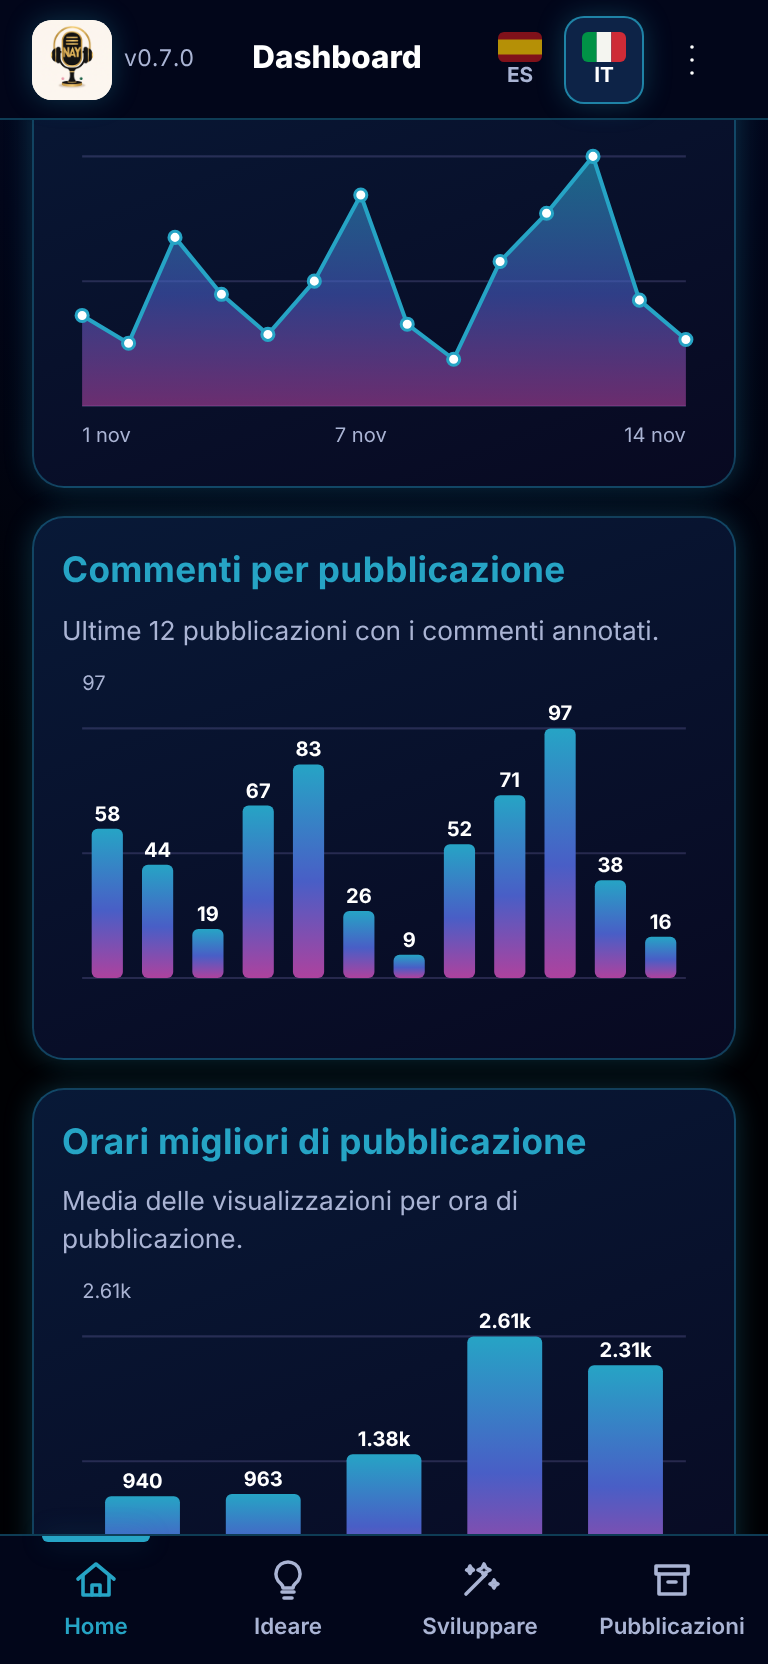 NAY
v0.7.0
Dashboard
ES
IT
1 nov
7 nov
14 nov
Commenti per pubblicazione
Ultime 12 pubblicazioni con i commenti annotati.
97
58
44
19
67
83
26
9
52
71
97
38
16
Orari migliori di pubblicazione
Media delle visualizzazioni per ora di
pubblicazione.
2.61k
940
963
1.38k
2.61k
2.31k
Home
Ideare
Sviluppare
Pubblicazioni